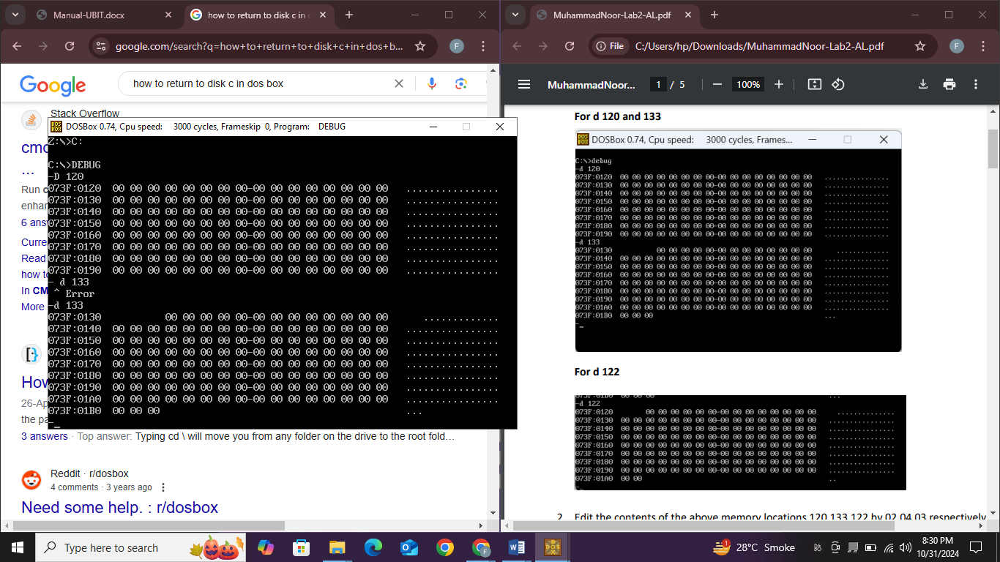 Manual-UBIT.docx
how to return to disk c in d
google.com/search?q=how+to+return+to+disk+c+in+dos+b...
F
Google
how to return to disk c in dos box
Stack Overflow
cmd
...
Run c
enhan
6 answ
Curre
Read
how to
In CM
More
How
26-Ap
the pa
3 answers · Top answer: Typing cd \ will move you from any folder on the drive to the root fold…
Reddit · r/dosbox
4 comments · 3 years ago
Need some help. : r/dosbox
DOSBox 0.74, Cpu speed: 3000 cycles, Frameskip 0, Program: DEBUG
Z:\>C:
C:\>DEBUG
-D 120
073F:0120 00 00 00 00 00 00 00 00-00 00 00 00 00 00 00 00 ................
073F:0130 00 00 00 00 00 00 00 00-00 00 00 00 00 00 00 00 ................
073F:0140 00 00 00 00 00 00 00 00-00 00 00 00 00 00 00 00 ................
073F:0150 00 00 00 00 00 00 00 00-00 00 00 00 00 00 00 00 ................
073F:0160 00 00 00 00 00 00 00 00-00 00 00 00 00 00 00 00 ................
073F:0170 00 00 00 00 00 00 00 00-00 00 00 00 00 00 00 00 ................
073F:0180 00 00 00 00 00 00 00 00-00 00 00 00 00 00 00 00 ................
073F:0190 00 00 00 00 00 00 00 00-00 00 00 00 00 00 00 00 ................
- d 133
^ Error
-d 133
073F:0130 00 00 00 00 00-00 00 00 00 00 00 00 00 .............
073F:0140 00 00 00 00 00 00 00 00-00 00 00 00 00 00 00 00 ................
073F:0150 00 00 00 00 00 00 00 00-00 00 00 00 00 00 00 00 ................
073F:0160 00 00 00 00 00 00 00 00-00 00 00 00 00 00 00 00 ................
073F:0170 00 00 00 00 00 00 00 00-00 00 00 00 00 00 00 00 ................
073F:0180 00 00 00 00 00 00 00 00-00 00 00 00 00 00 00 00 ................
073F:0190 00 00 00 00 00 00 00 00-00 00 00 00 00 00 00 00 ................
073F:01A0 00 00 00 00 00 00 00 00-00 00 00 00 00 00 00 00 ................
073F:01B0 00 00 00 ...
-_
MuhammadNoor-Lab2-AL.pdf
File C:/Users/hp/Downloads/MuhammadNoor-Lab2-AL.pdf
F
MuhammadNoor... 1 / 5 100%
For d 120 and 133
DOSBox 0.74, Cpu speed: 3000 cycles, Frames...
C:\>debug
-d 120
073F:0120 00 00 00 00 00 00 00 00-00 00 00 00 00 00 00 00 ................
073F:0130 00 00 00 00 00 00 00 00-00 00 00 00 00 00 00 00 ................
073F:0140 00 00 00 00 00 00 00 00-00 00 00 00 00 00 00 00 ................
073F:0150 00 00 00 00 00 00 00 00-00 00 00 00 00 00 00 00 ................
073F:0160 00 00 00 00 00 00 00 00-00 00 00 00 00 00 00 00 ................
073F:0170 00 00 00 00 00 00 00 00-00 00 00 00 00 00 00 00 ................
073F:0180 00 00 00 00 00 00 00 00-00 00 00 00 00 00 00 00 ................
073F:0190 00 00 00 00 00 00 00 00-00 00 00 00 00 00 00 00 ................
-d 133
073F:0130 00 00 00 00 00-00 00 00 00 00 00 00 00 .............
073F:0140 00 00 00 00 00 00 00 00-00 00 00 00 00 00 00 00 ................
073F:0150 00 00 00 00 00 00 00 00-00 00 00 00 00 00 00 00 ................
073F:0160 00 00 00 00 00 00 00 00-00 00 00 00 00 00 00 00 ................
073F:0170 00 00 00 00 00 00 00 00-00 00 00 00 00 00 00 00 ................
073F:0180 00 00 00 00 00 00 00 00-00 00 00 00 00 00 00 00 ................
073F:0190 00 00 00 00 00 00 00 00-00 00 00 00 00 00 00 00 ................
073F:01A0 00 00 00 00 00 00 00 00-00 00 00 00 00 00 00 00 ................
073F:01B0 00 00 00 ...
-_
For d 122
073F:01B0 00 00 00 ...
-d 122
073F:0120 00 00 00 00 00 00-00 00 00 00 00 00 00 00 ..............
073F:0130 00 00 00 00 00 00 00 00-00 00 00 00 00 00 00 00 ................
073F:0140 00 00 00 00 00 00 00 00-00 00 00 00 00 00 00 00 ................
073F:0150 00 00 00 00 00 00 00 00-00 00 00 00 00 00 00 00 ................
073F:0160 00 00 00 00 00 00 00 00-00 00 00 00 00 00 00 00 ................
073F:0170 00 00 00 00 00 00 00 00-00 00 00 00 00 00 00 00 ................
073F:0180 00 00 00 00 00 00 00 00-00 00 00 00 00 00 00 00 ................
073F:0190 00 00 00 00 00 00 00 00-00 00 00 00 00 00 00 00 ................
073F:01A0 00 00 ..
2. Edit the contents of the above memory locations 120,133,122 by 02,04,03 respectively
Type here to search
28°C Smoke
8:30 PM
10/31/2024